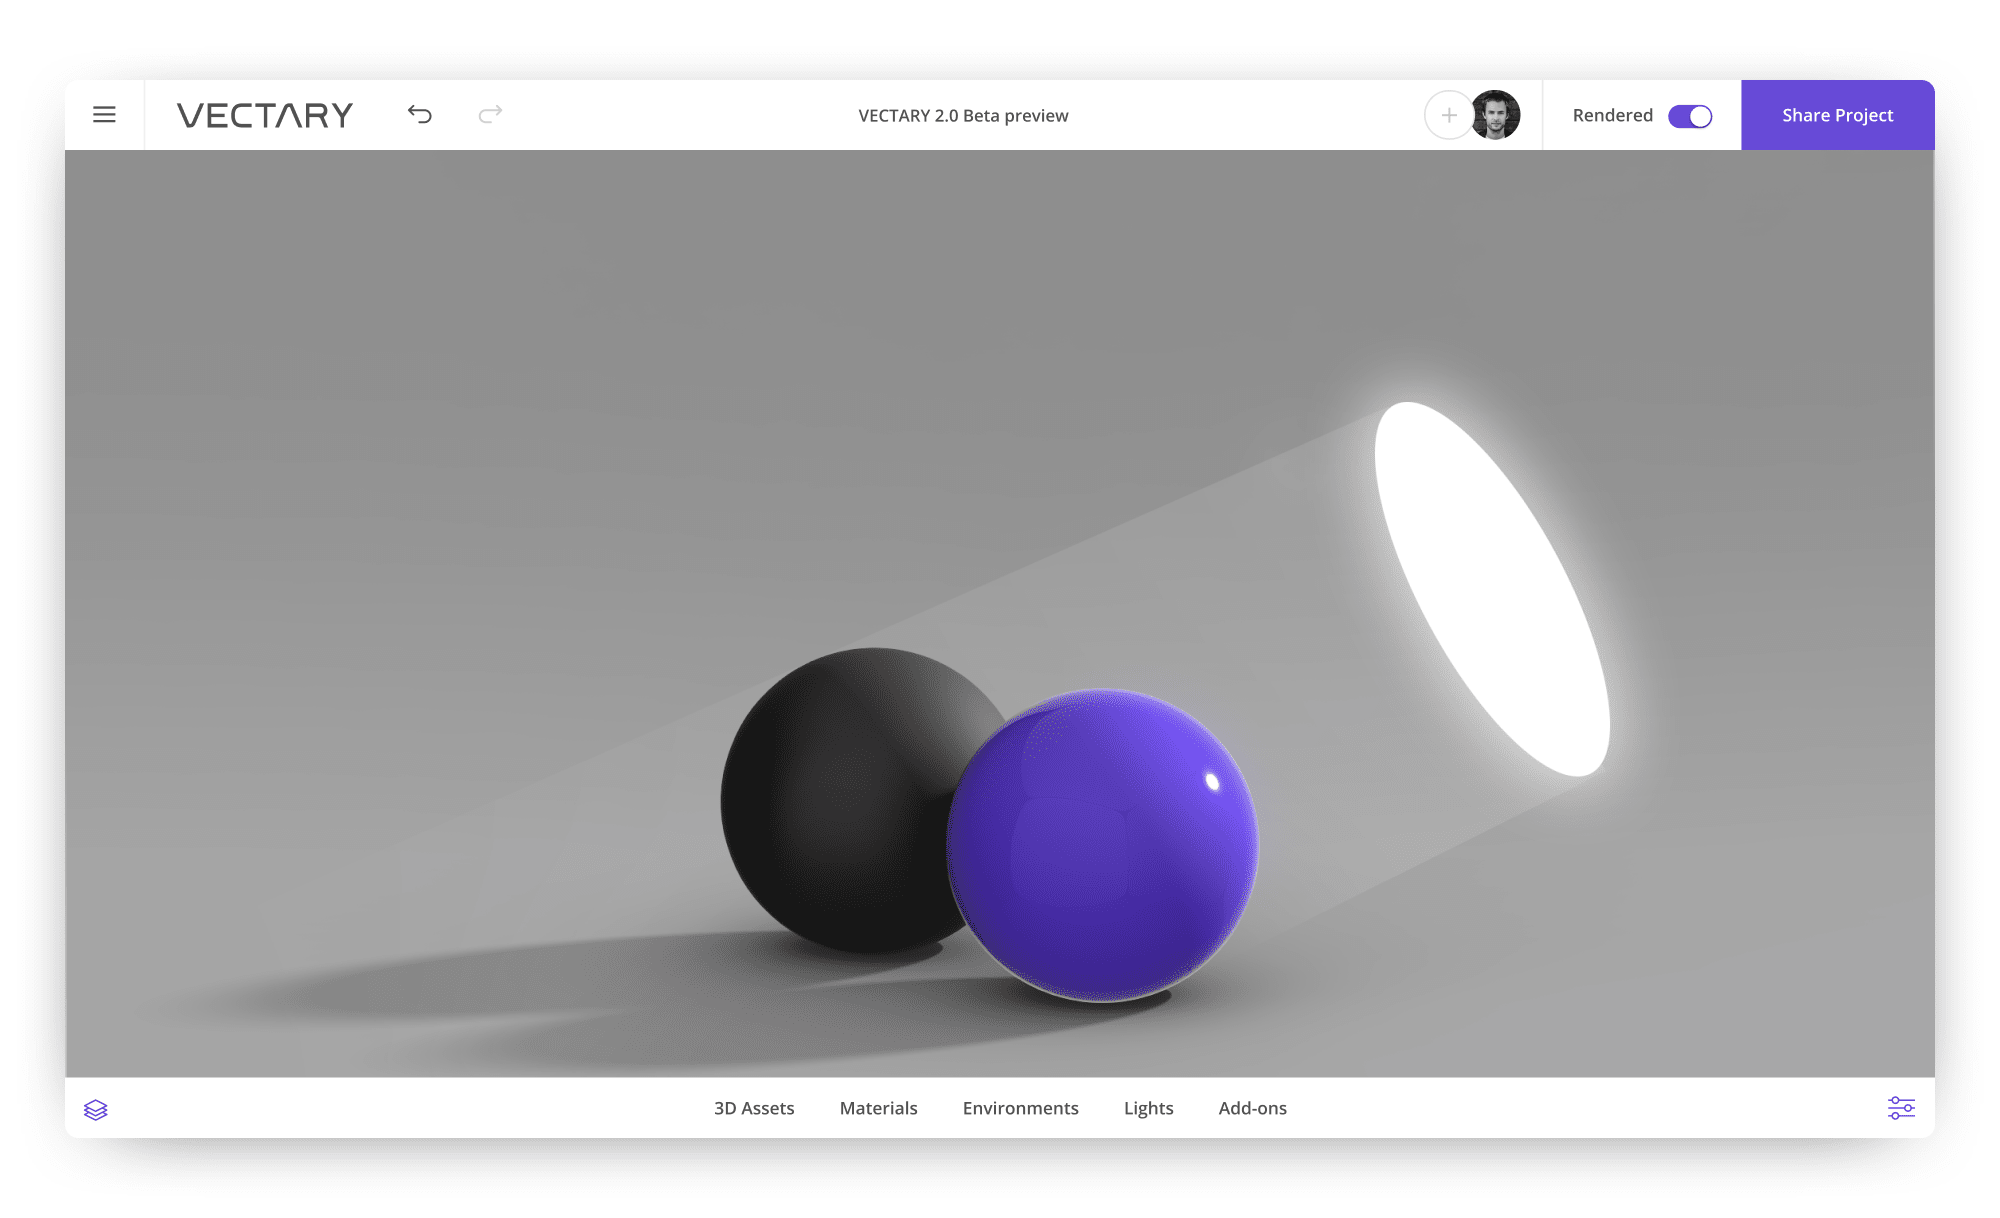 VECTARY
VECTARY 2.0 Beta preview
Rendered
Share Project
3D Assets
Materials
Environments
Lights
Add-ons